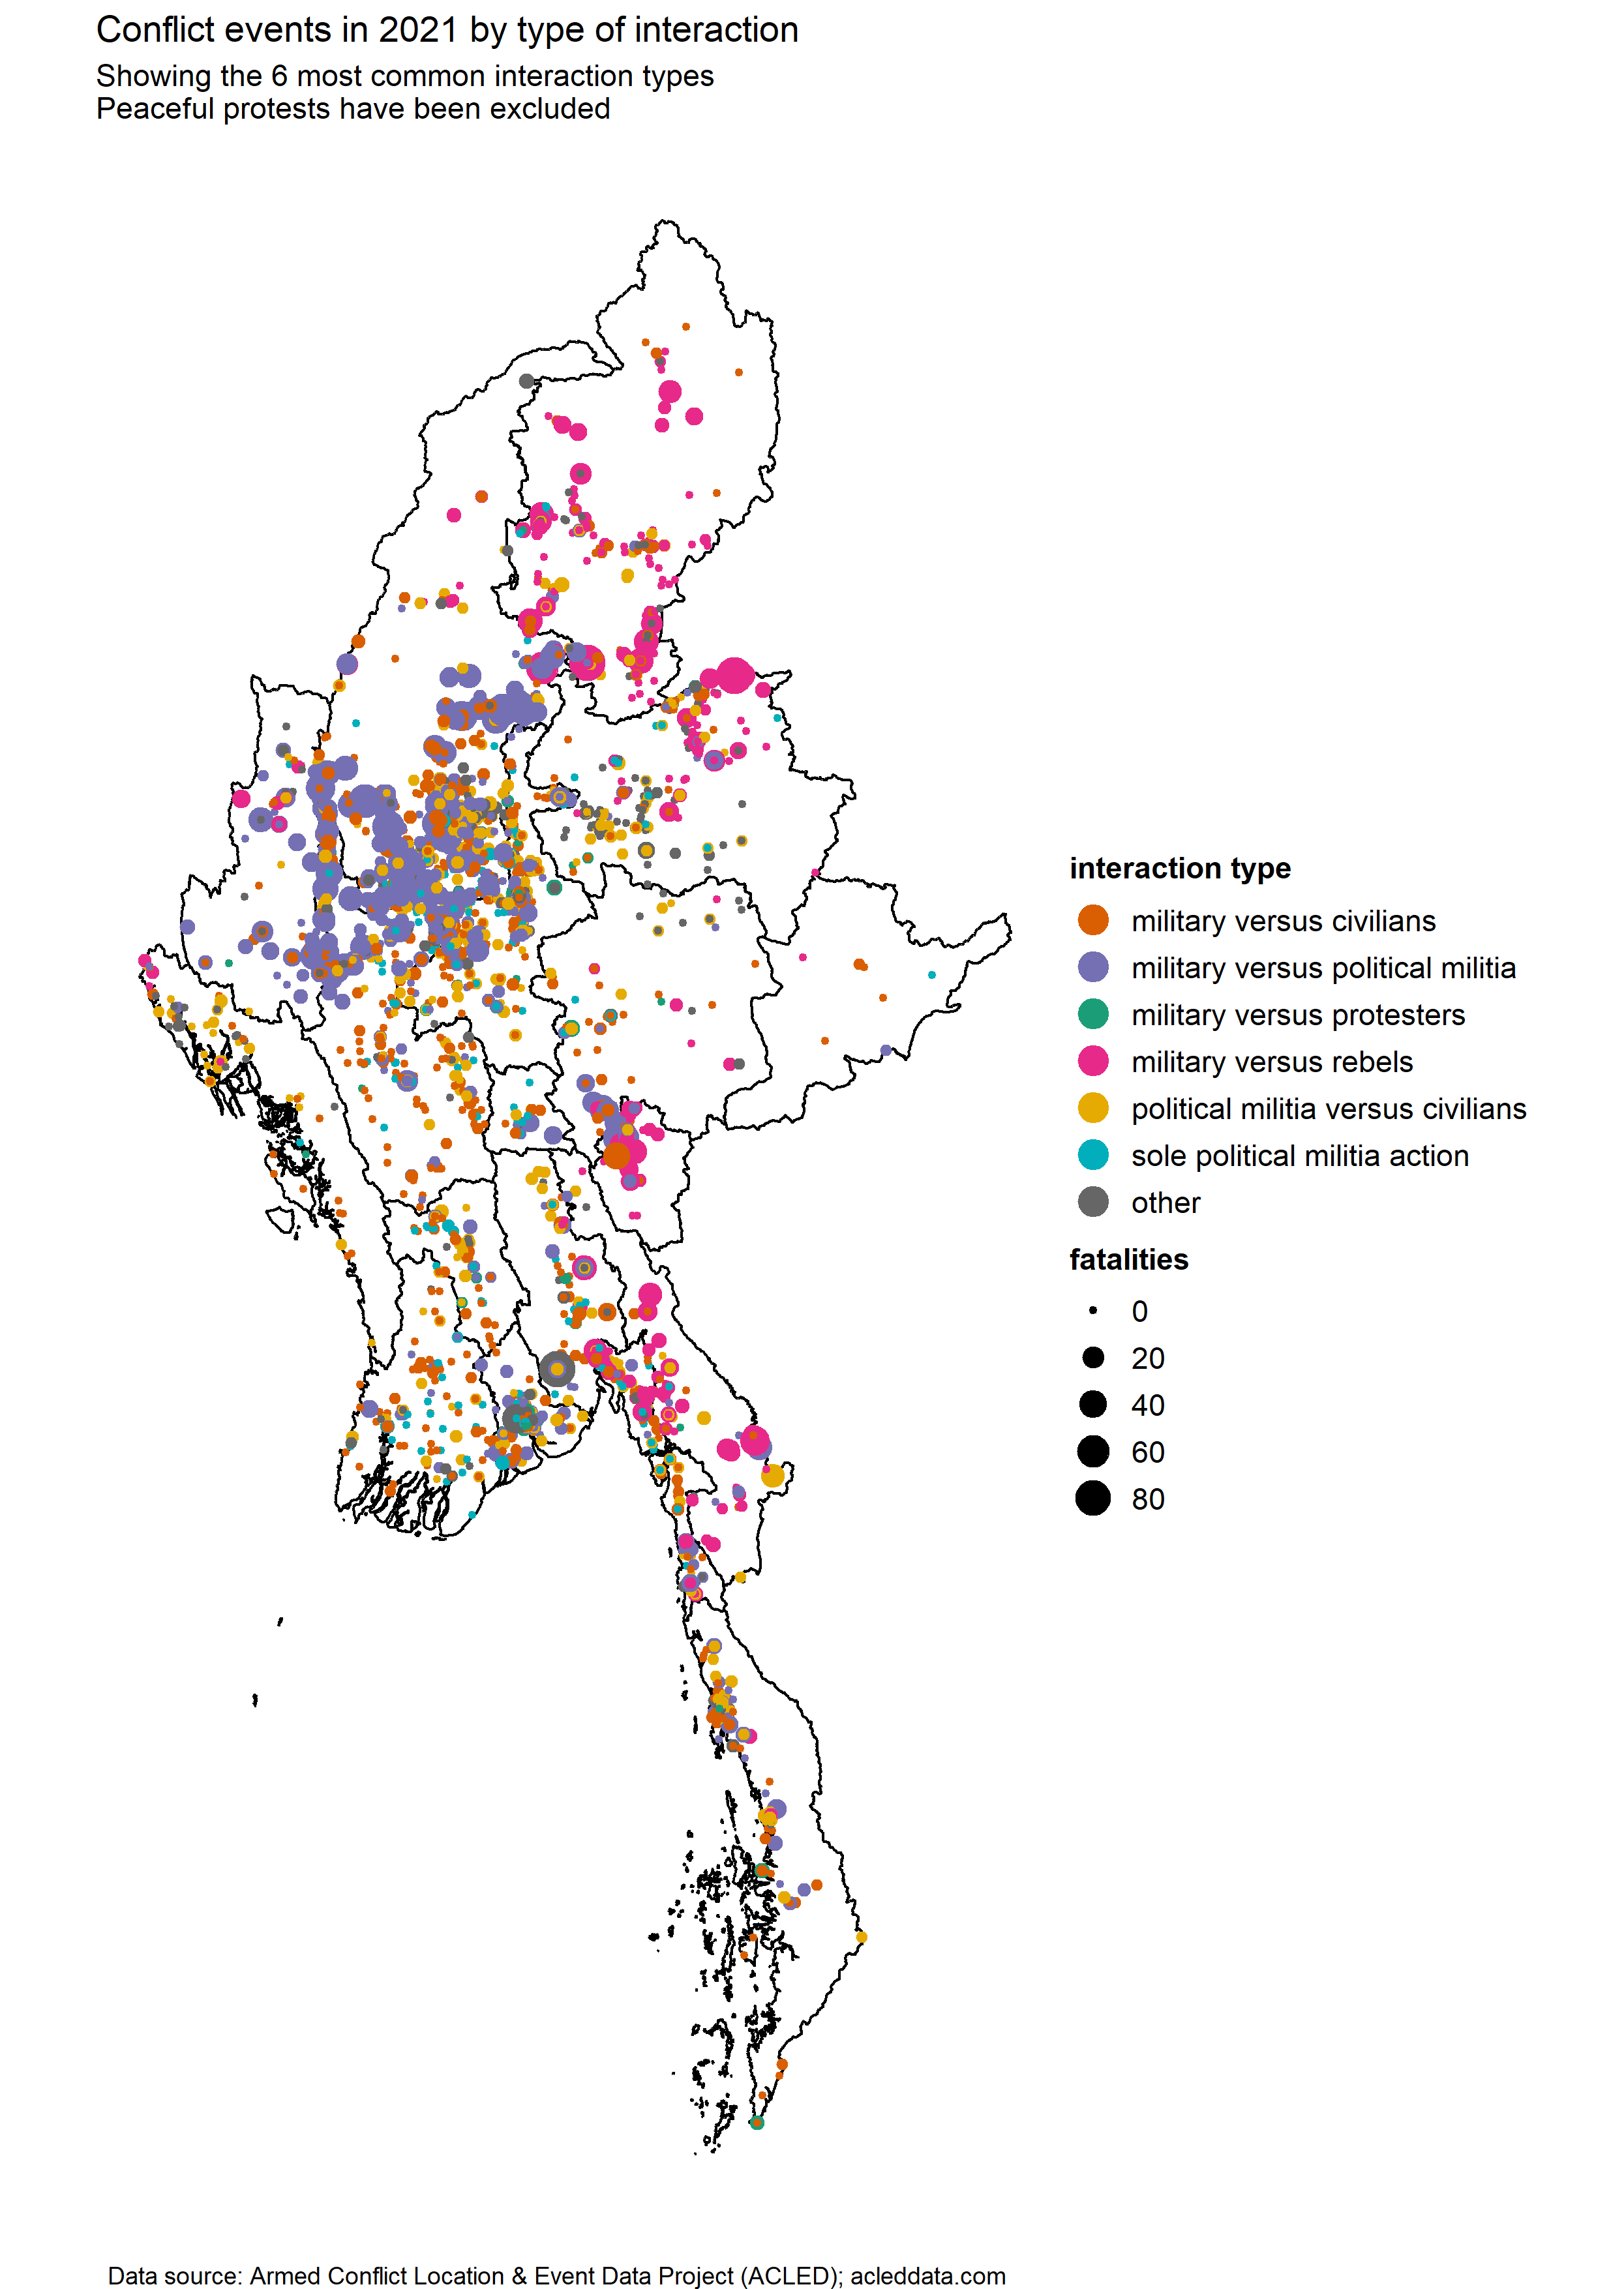 Conflict events in 2021 by type of interaction
Showing the 6 most common interaction types
Peaceful protests have been excluded
interaction type
military versus civilians
military versus political militia
military versus protesters
military versus rebels
political militia versus civilians
sole political militia action
other
fatalities
0
20
40
60
80
Data source: Armed Conflict Location & Event Data Project (ACLED); acleddata.com